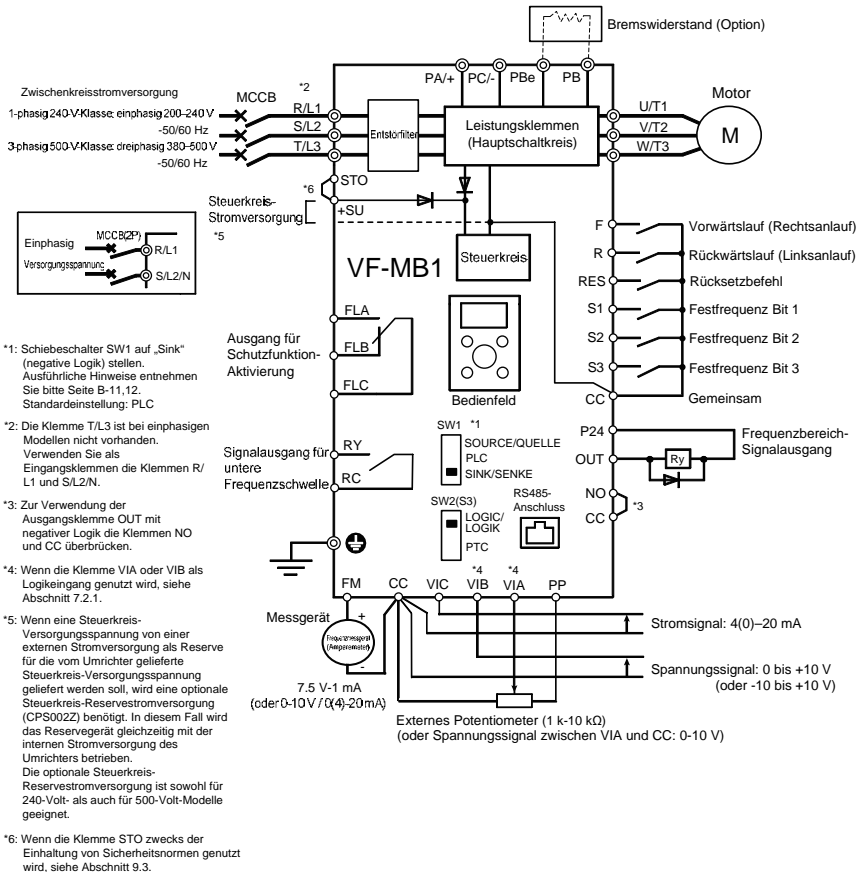 Bremswiderstand (Option)
PA/+ PC/- PBe PB
Zwischenkreisstromversorgung
MCCB
*2
1-phasig 240-V-Klasse: einphasig 200–240 V
-50/60 Hz
3-phasig 500-V-Klasse: dreiphasig 380–500 V
-50/60 Hz
R/L1
S/L2
T/L3
Entstörfilter
Leistungsklemmen
(Hauptschaltkreis)
U/T1
V/T2
W/T3
Motor
M
*6
STO
Steuerkreis-
Stromversorgung
+SU
*5
Einphasig
Versorgungsspannung
MCCB(2P)
R/L1
S/L2/N
VF-MB1
Steuerkreis
F
Vorwärtslauf (Rechtsanlauf)
R
Rückwärtslauf (Linksanlauf)
RES
Rücksetzbefehl
S1
Festfrequenz Bit 1
S2
Festfrequenz Bit 2
S3
Festfrequenz Bit 3
CC
Gemeinsam
Ausgang für
Schutzfunktion-
Aktivierung
FLA
FLB
FLC
Bedienfeld
P24
OUT
Ry
Frequenzbereich-
Signalausgang
NO
CC
*3
Signalausgang für
untere
Frequenzschwelle
RY
RC
SW1 *1
SOURCE/QUELLE
PLC
SINK/SENKE
SW2(S3)
LOGIC/
LOGIK
PTC
RS485-
Anschluss
*4 *4
FM CC VIC VIB VIA PP
Messgerät
+
Frequenzmessgerät
(Amperemeter)
-
7.5 V-1 mA
(oder 0-10 V / 0(4)-20 mA)
Stromsignal: 4(0)–20 mA
Spannungssignal: 0 bis +10 V
(oder -10 bis +10 V)
Externes Potentiometer (1 k-10 kΩ)
(oder Spannungssignal zwischen VIA und CC: 0-10 V)
*1: Schiebeschalter SW1 auf „Sink“
(negative Logik) stellen.
Ausführliche Hinweise entnehmen
Sie bitte Seite B-11,12.
Standardeinstellung: PLC
*2: Die Klemme T/L3 ist bei einphasigen
Modellen nicht vorhanden.
Verwenden Sie als
Eingangsklemmen die Klemmen R/
L1 und S/L2/N.
*3: Zur Verwendung der
Ausgangsklemme OUT mit
negativer Logik die Klemmen NO
und CC überbrücken.
*4: Wenn die Klemme VIA oder VIB als
Logikeingang genutzt wird, siehe
Abschnitt 7.2.1.
*5: Wenn eine Steuerkreis-
Versorgungsspannung von einer
externen Stromversorgung als Reserve
für die vom Umrichter gelieferte
Steuerkreis-Versorgungsspannung
geliefert werden soll, wird eine optionale
Steuerkreis-Reservestromversorgung
(CPS002Z) benötigt. In diesem Fall wird
das Reservegerät gleichzeitig mit der
internen Stromversorgung des
Umrichters betrieben.
Die optionale Steuerkreis-
Reservestromversorgung ist sowohl für
240-Volt- als auch für 500-Volt-Modelle
geeignet.
*6: Wenn die Klemme STO zwecks der
Einhaltung von Sicherheitsnormen genutzt
wird, siehe Abschnitt 9.3.